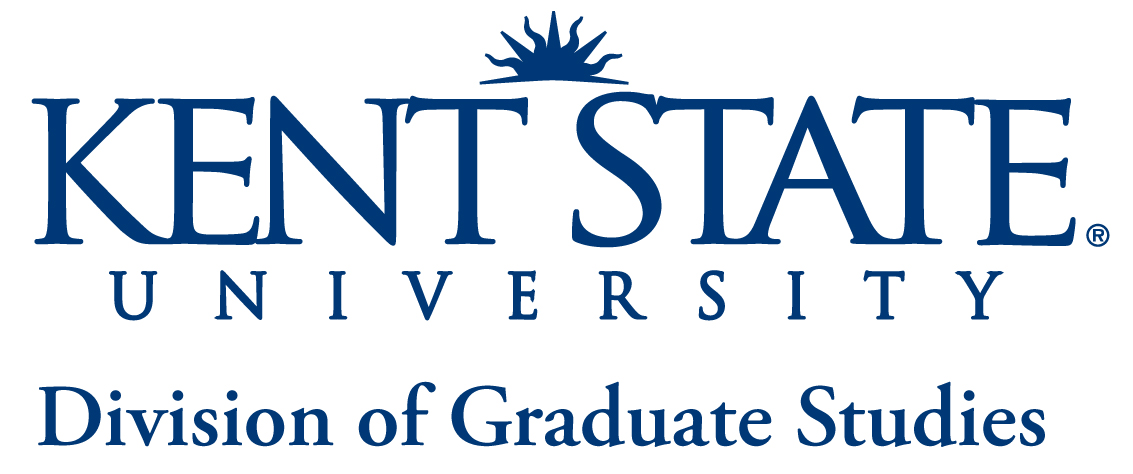 KENT STATE®
UNIVERSITY
Division of Graduate Studies